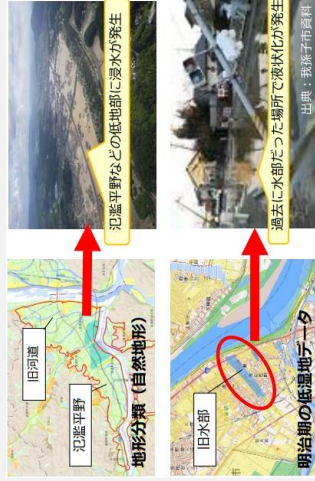 旧河道
氾濫平野
地形分類（自然地形）
氾濫平野などの低地部に浸水が発生
旧水部
明治期の低湿地データ
過去に水部だった場所で液状化が発生
出典：我孫子市資料